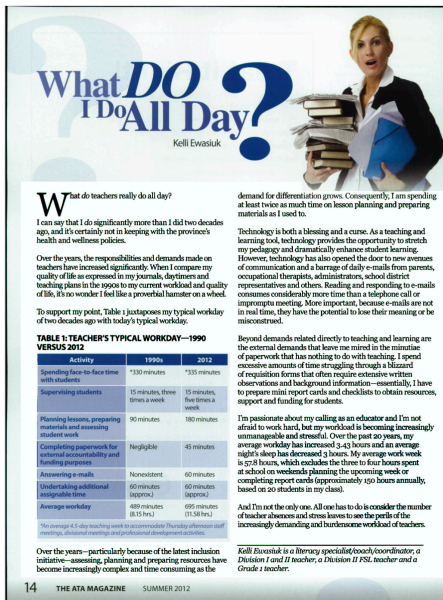 What DO
I Do All Day?
Kelli Ewasiuk
What do teachers really do all day?
I can say that I do significantly more than I did two decades
ago, and it's certainly not in keeping with the province's
health and wellness policies.
Over the years, the responsibilities and demands made on
teachers have increased significantly. When I compare my
quality of life as expressed in my journals, daytimers and
teaching plans in the 1990s to my current workload and quality
of life, it's no wonder I feel like a proverbial hamster on a wheel.
To support my point, Table 1 juxtaposes my typical workday
of two decades ago with today's typical workday.
TABLE 1: TEACHER'S TYPICAL WORKDAY—1990
VERSUS 2012
Activity 1990s 2012
Spending face-to-face time
with students *330 minutes *335 minutes
Supervising students 15 minutes, three
times a week 15 minutes,
five times a
week
Planning lessons, preparing
materials and assessing
student work 90 minutes 180 minutes
Completing paperwork for
external accountability and
funding purposes Negligible 45 minutes
Answering e-mails Nonexistent 60 minutes
Undertaking additional
assignable time 60 minutes
(approx.) 60 minutes
(approx.)
Average workday 489 minutes
(8.15 hrs.) 695 minutes
(11.58 hrs.)
*An average 4.5-day teaching week to accommodate Thursday afternoon staff
meetings, divisional meetings and professional development activities.
Over the years—particularly because of the latest inclusion
initiative—assessing, planning and preparing resources have
become increasingly complex and time consuming as the
demand for differentiation grows. Consequently, I am spending
at least twice as much time on lesson planning and preparing
materials as I used to.
Technology is both a blessing and a curse. As a teaching and
learning tool, technology provides the opportunity to stretch
my pedagogy and dramatically enhance student learning.
However, technology has also opened the door to new avenues
of communication and a barrage of daily e-mails from parents,
occupational therapists, administrators, school district
representatives and others. Reading and responding to e-mails
consumes considerably more time than a telephone call or
impromptu meeting. More important, because e-mails are not
in real time, they have the potential to lose their meaning or be
misconstrued.
Beyond demands related directly to teaching and learning are
the external demands that leave me mired in the minutiae
of paperwork that has nothing to do with teaching. I spend
excessive amounts of time struggling through a blizzard
of requisition forms that often require extensive written
observations and background information—essentially, I have
to prepare mini report cards and checklists to obtain resources,
support and funding for students.
I'm passionate about my calling as an educator and I'm not
afraid to work hard, but my workload is becoming increasingly
unmanageable and stressful. Over the past 20 years, my
average workday has increased 3.43 hours and an average
night's sleep has decreased 3 hours. My average work week
is 57.8 hours, which excludes the three to four hours spent
at school on weekends planning the upcoming week or
completing report cards (approximately 150 hours annually,
based on 20 students in my class).
And I'm not the only one. All one has to do is consider the number
of teacher absences and stress leaves to see the perils of the
increasingly demanding and burdensome workload of teachers.
Kelli Ewasiuk is a literacy specialist/coach/coordinator, a
Division I and II teacher, a Division II FSL teacher and a
Grade 1 teacher.
14 THE ATA MAGAZINE SUMMER 2012